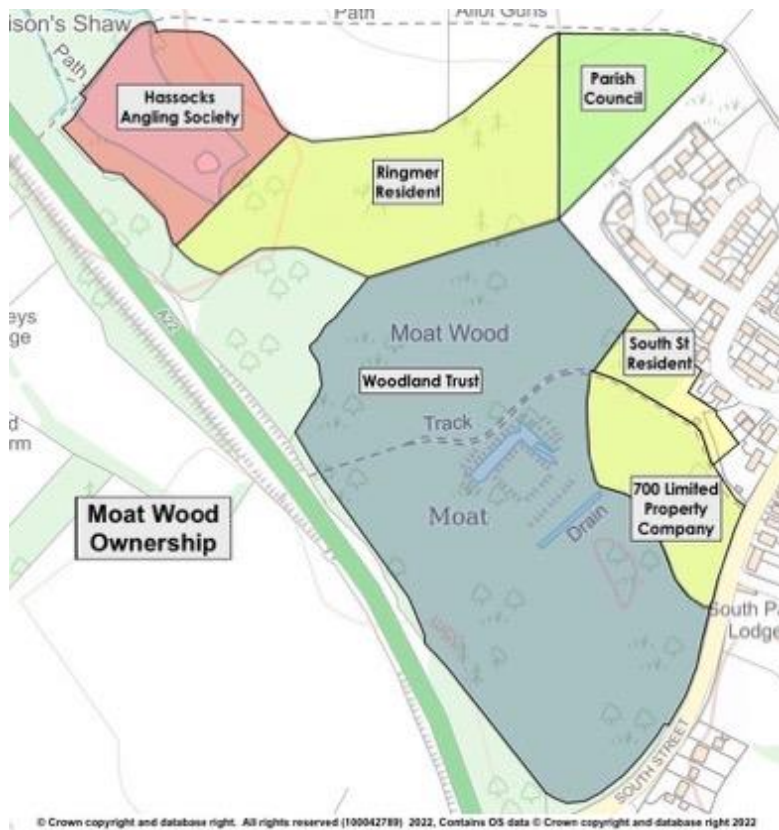 ison's Shaw
Path
Allot Gdns
Path
Hassocks
Angling Society
Parish
Council
Ringmer
Resident
A22
eys
ge
Moat Wood
South St
Resident
Woodland Trust
Track
d
rm
700 Limited
Property
Company
Moat Wood
Ownership
Moat
Drain
South Pa
Lodge
SOUTH STREET
© Crown copyright and database right. All rights reserved (100042789) 2022, Contains OS data © Crown copyright and database right 2022